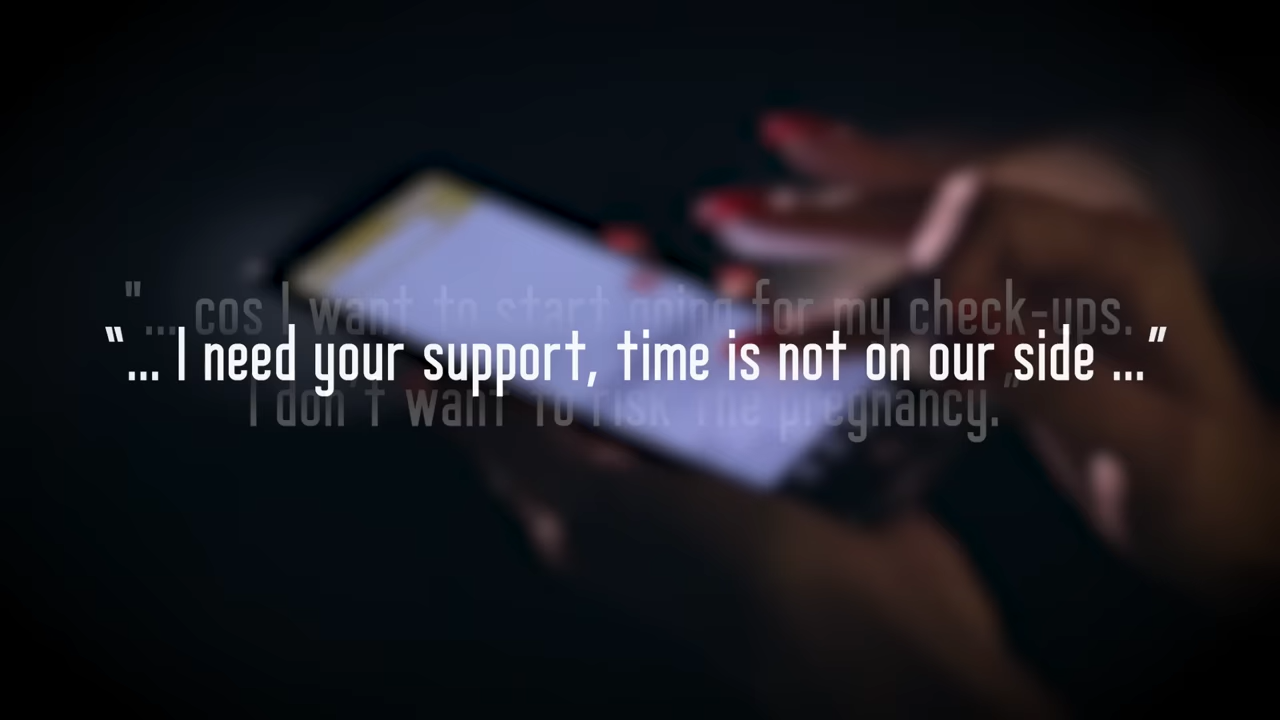 "... cos I want to start going for my check-ups.
“... I need your support, time is not on our side ...”
I don't want to risk the pregnancy."